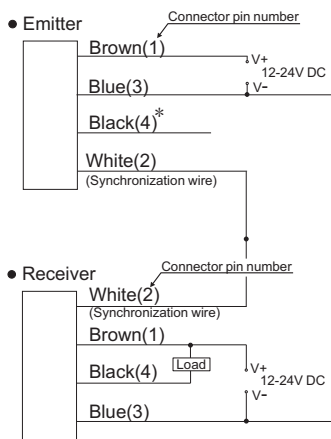 Connector pin number
● Emitter
Brown(1)
V+
12-24V DC
Blue(3)
V-
Black(4)*
White(2)
(Synchronization wire)
● Receiver
Connector pin number
White(2)
(Synchronization wire)
Brown(1)
Load
V+
Black(4)
12-24V DC
V-
Blue(3)